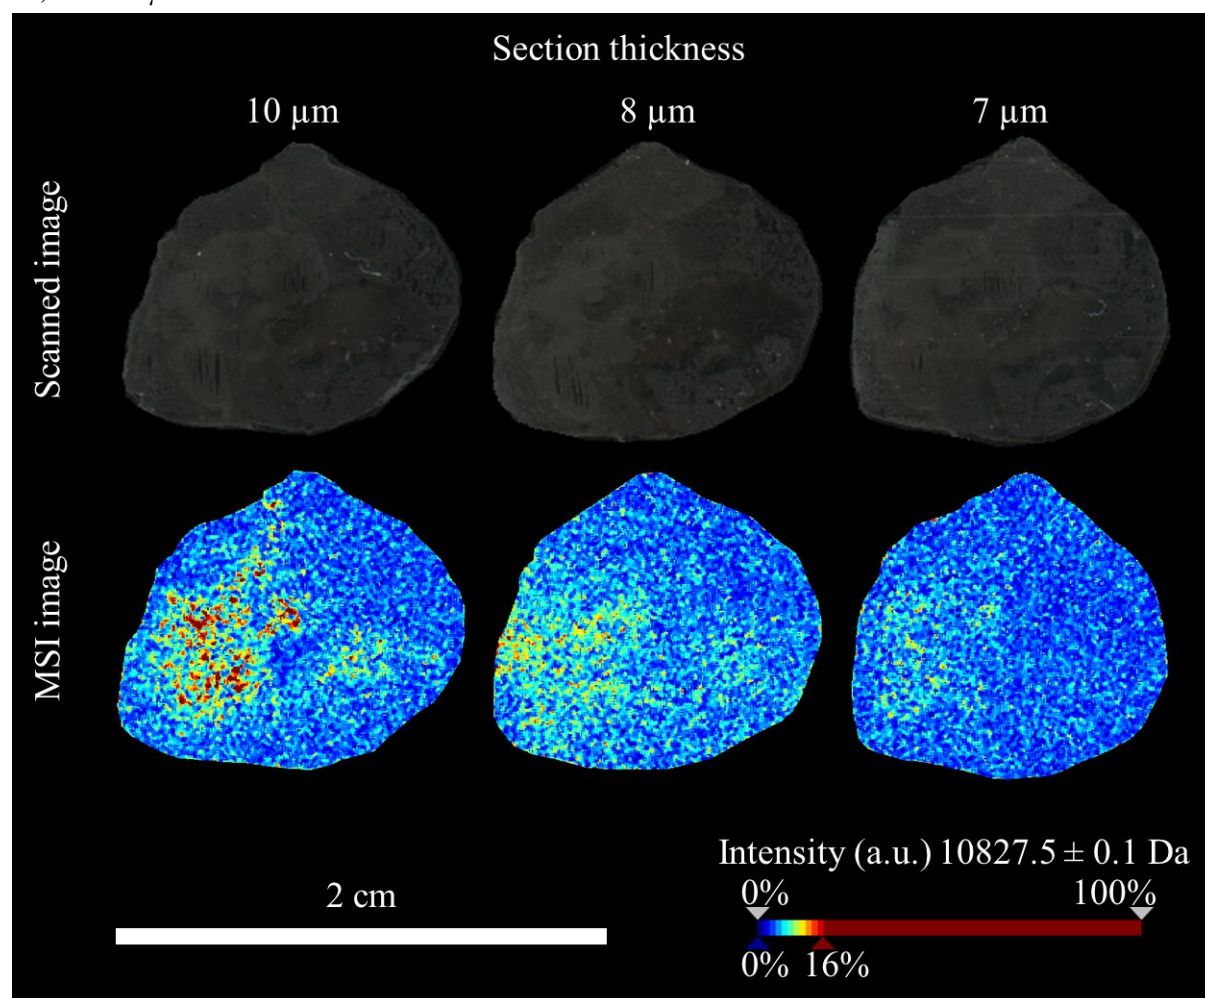 Section thickness
10 µm 8 µm 7 µm
Scanned image
MSI image
Intensity (a.u.) 10827.5 ± 0.1 Da
0% 100%
2 cm
0% 16%